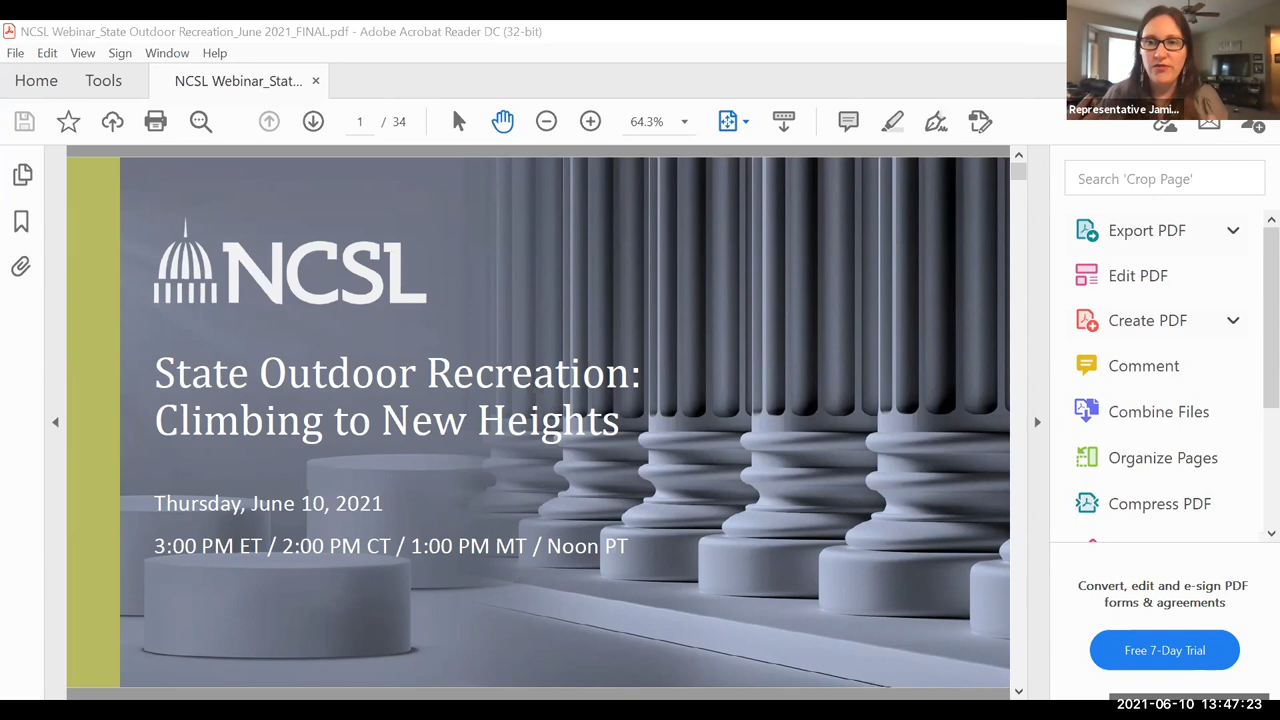 NCSL Webinar_State Outdoor Recreation_June 2021_FINAL.pdf - Adobe Acrobat Reader DC (32-bit)
File Edit View Sign Window Help
Home Tools NCSL Webinar_Stat... ×
1 / 34 64.3%
Representative Jami...
Search 'Crop Page'
Export PDF
Edit PDF
Create PDF
Comment
Combine Files
Organize Pages
Compress PDF
Convert, edit and e-sign PDF
forms & agreements
Free 7-Day Trial
NCSL
State Outdoor Recreation:
Climbing to New Heights
Thursday, June 10, 2021
3:00 PM ET / 2:00 PM CT / 1:00 PM MT / Noon PT
2021-06-10 13:47:23